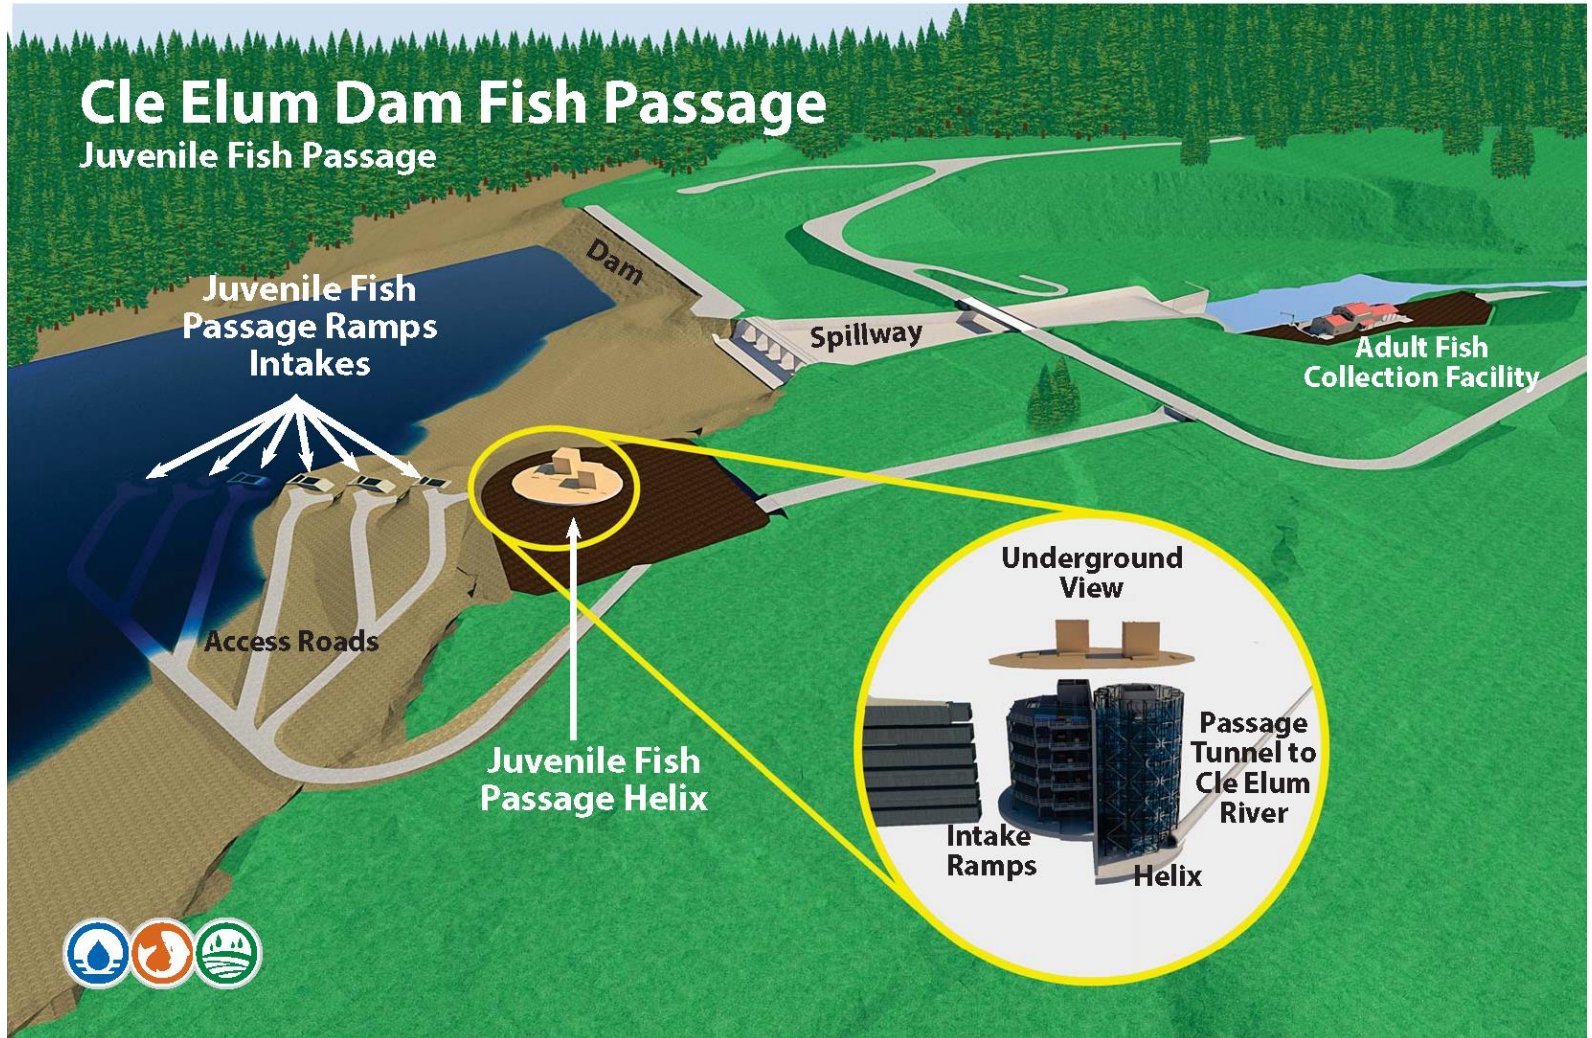 Cle Elum Dam Fish Passage
Juvenile Fish Passage
Dam
Juvenile Fish
Passage Ramps
Intakes
Spillway
Adult Fish
Collection Facility
Access Roads
Juvenile Fish
Passage Helix
Underground
View
Passage
Tunnel to
Cle Elum
River
Intake
Ramps
Helix